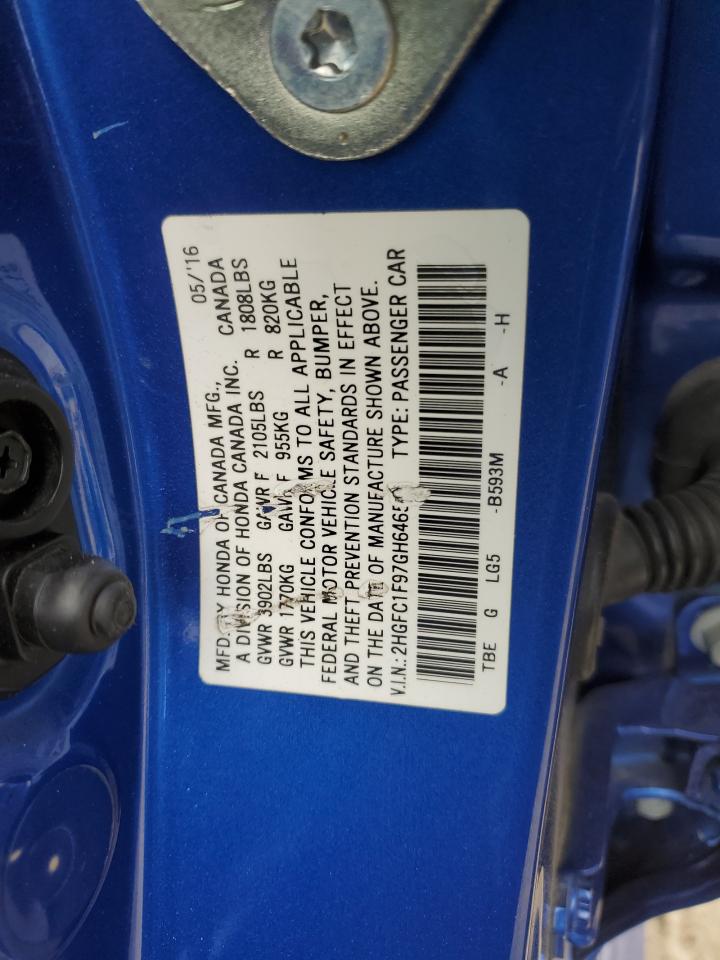 05/'16
MFD. BY HONDA OF CANADA MFG.,
A DIVISION OF HONDA CANADA INC. CANADA
GVWR 3902LBS GAWR F 2105LBS R 1808LBS
GVWR 1770KG GAWR F 955KG R 820KG
THIS VEHICLE CONFORMS TO ALL APPLICABLE
FEDERAL MOTOR VEHICLE SAFETY, BUMPER,
AND THEFT PREVENTION STANDARDS IN EFFECT
ON THE DATE OF MANUFACTURE SHOWN ABOVE.
V.I.N.: TYPE: PASSENGER CAR
TBE G LG5 -B593M -A -H